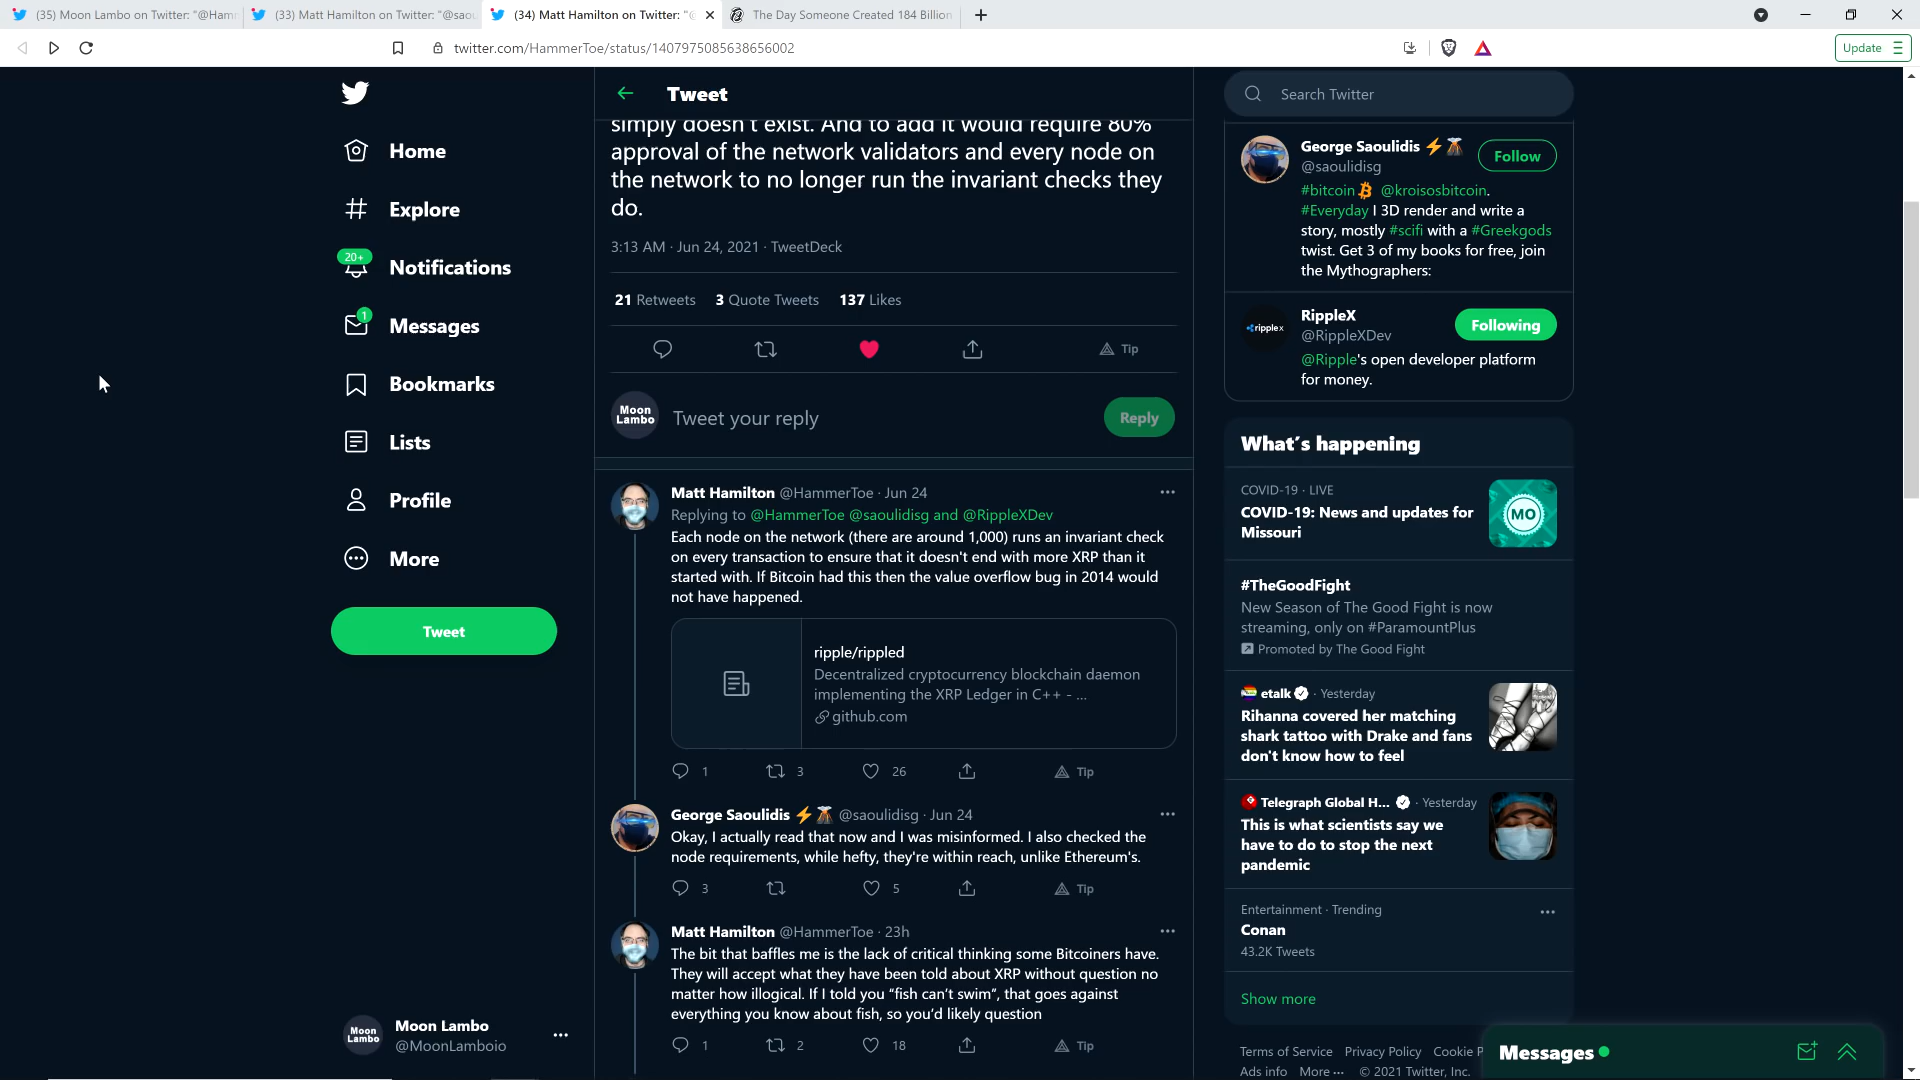 (35) Moon Lambo on Twitter: "@Hamm
(33) Matt Hamilton on Twitter: "@saou
(34) Matt Hamilton on Twitter: "@
The Day Someone Created 184 Billion
twitter.com/HammerToe/status/1407975085638656002
Update
Home
Explore
20+
Notifications
1
Messages
Bookmarks
Lists
Profile
More
Tweet
Moon Lambo
Moon Lambo
@MoonLamboio
Tweet
simply doesn't exist. And to add it would require 80%
approval of the network validators and every node on
the network to no longer run the invariant checks they
do.
3:13 AM · Jun 24, 2021 · TweetDeck
21 Retweets 3 Quote Tweets 137 Likes
Tip
Moon Lambo
Tweet your reply
Reply
Matt Hamilton @HammerToe · Jun 24
Replying to @HammerToe @saoulidisg and @RippleXDev
Each node on the network (there are around 1,000) runs an invariant check
on every transaction to ensure that it doesn't end with more XRP than it
started with. If Bitcoin had this then the value overflow bug in 2014 would
not have happened.
ripple/rippled
Decentralized cryptocurrency blockchain daemon
implementing the XRP Ledger in C++ - ...
github.com
1 3 26 Tip
George Saoulidis @saoulidisg · Jun 24
Okay, I actually read that now and I was misinformed. I also checked the
node requirements, while hefty, they're within reach, unlike Ethereum's.
3 5 Tip
Matt Hamilton @HammerToe · 23h
The bit that baffles me is the lack of critical thinking some Bitcoiners have.
They will accept what they have been told about XRP without question no
matter how illogical. If I told you “fish can’t swim”, that goes against
everything you know about fish, so you’d likely question
1 2 18 Tip
Search Twitter
George Saoulidis
@saoulidisg
Follow
#bitcoin @kroisosbitcoin.
#Everyday I 3D render and write a
story, mostly #scifi with a #Greekgods
twist. Get 3 of my books for free, join
the Mythographers:
ripplex
RippleX
@RippleXDev
Following
@Ripple's open developer platform
for money.
What’s happening
COVID-19 · LIVE
COVID-19: News and updates for
Missouri
MO
#TheGoodFight
New Season of The Good Fight is now
streaming, only on #ParamountPlus
Promoted by The Good Fight
etalk · Yesterday
Rihanna covered her matching
shark tattoo with Drake and fans
don't know how to feel
Telegraph Global H... · Yesterday
This is what scientists say we
have to do to stop the next
pandemic
Entertainment · Trending
Conan
43.2K Tweets
Show more
Terms of Service Privacy Policy Cookie P
Ads info More ··· © 2021 Twitter, Inc.
Messages